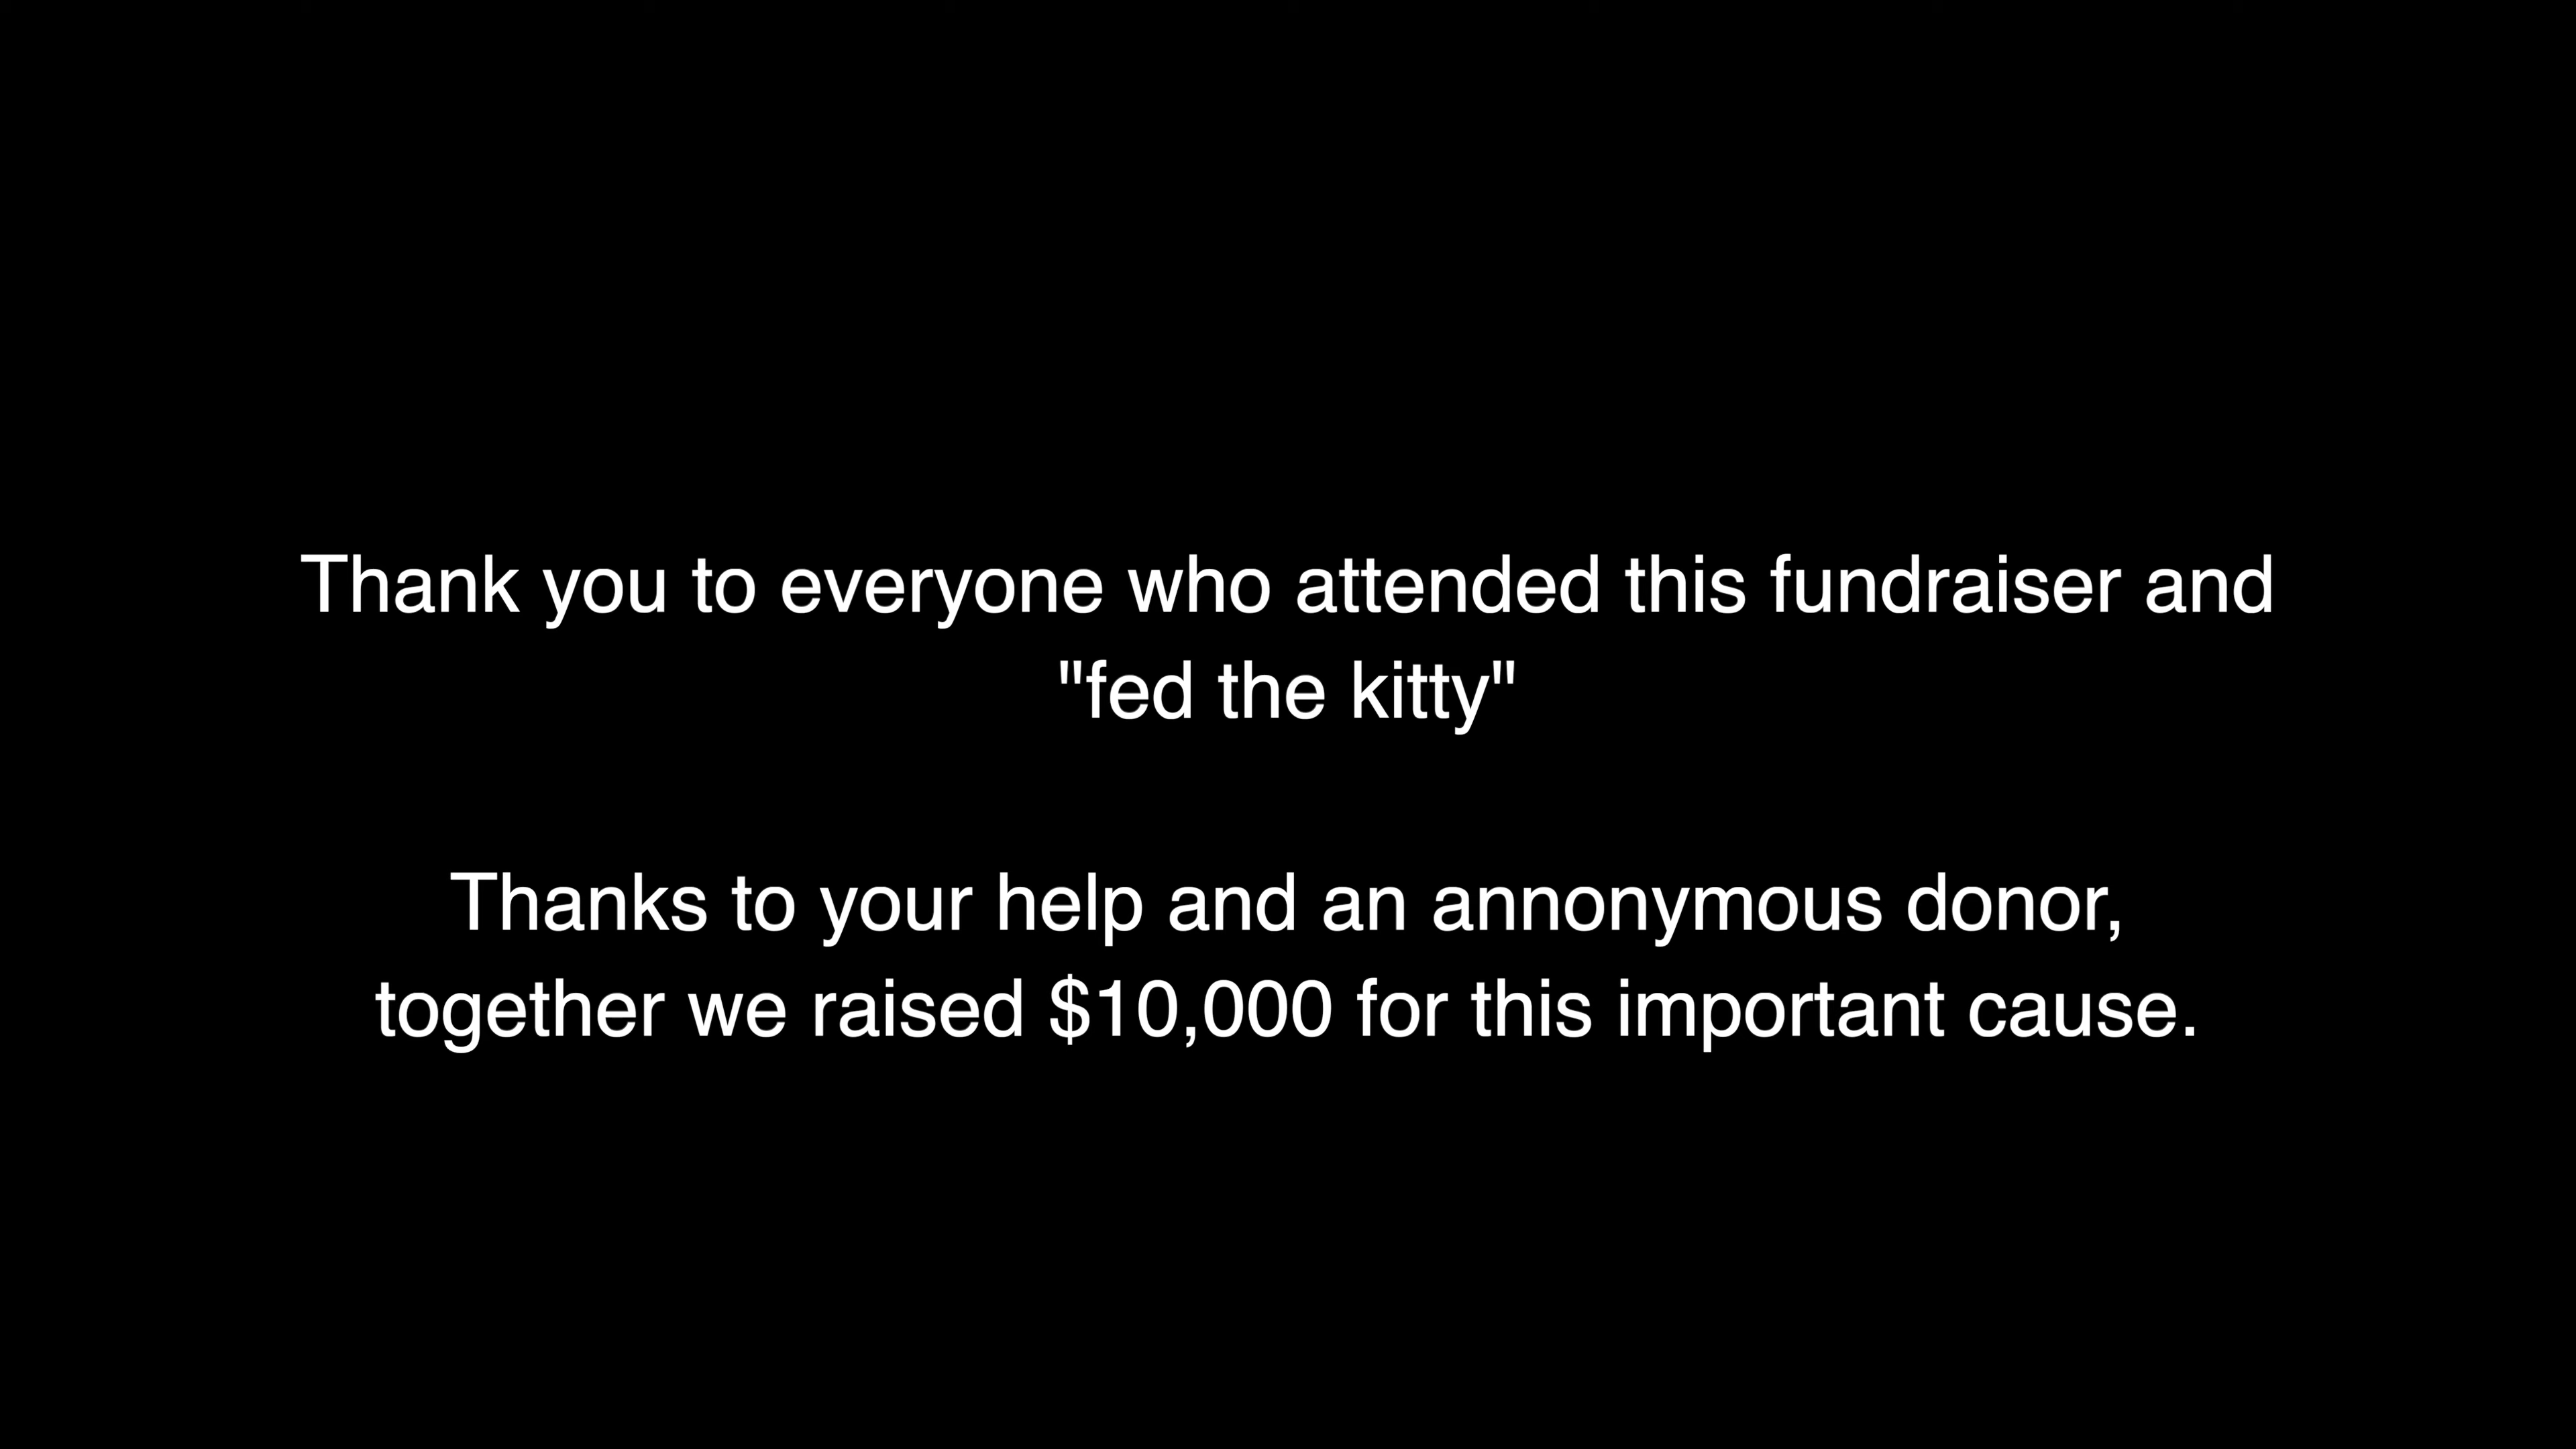 Thank you to everyone who attended this fundraiser and
"fed the kitty"
Thanks to your help and an annonymous donor,
together we raised $10,000 for this important cause.